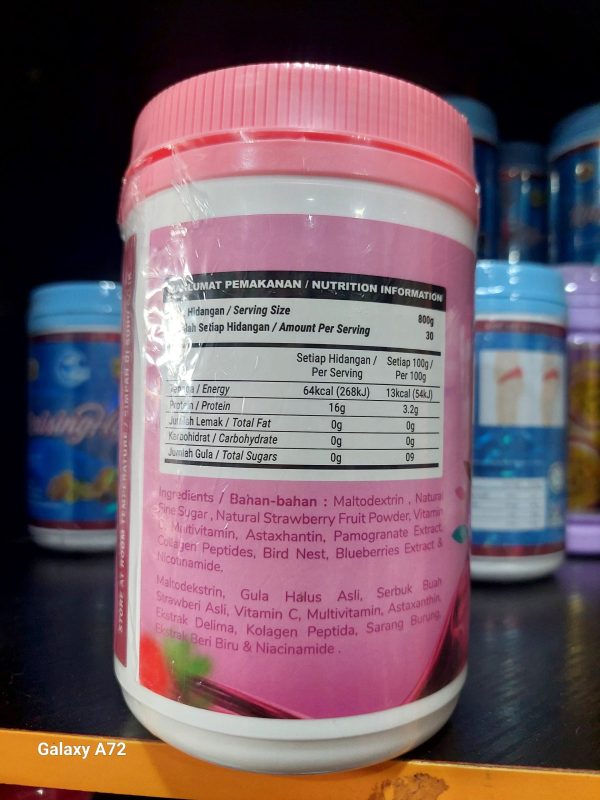 MAKLUMAT PEMAKANAN / NUTRITION INFORMATION
Hidangan / Serving Size 800g
Setiap Hidangan / Amount Per Serving 30
Setiap Hidangan / Per Serving Setiap 100g / Per 100g
Tenaga / Energy 64kcal (268kJ) 13kcal (54kJ)
Protein / Protein 16g 3.2g
Jumlah Lemak / Total Fat 0g 0g
Karbohidrat / Carbohydrate 0g 0g
Jumlah Gula / Total Sugars 0g 09
Ingredients / Bahan-bahan : Maltodextrin , Natural
Fine Sugar , Natural Strawberry Fruit Powder, Vitamin
C, Multivitamin, Astaxhantin, Pamogranate Extract,
Collagen Peptides, Bird Nest, Blueberries Extract &
Nicotinamide.
Maltodekstrin, Gula Halus Asli, Serbuk Buah
Strawberi Asli, Vitamin C, Multivitamin, Astaxanthin,
Ekstrak Delima, Kolagen Peptida, Sarang Burung,
Ekstrak Beri Biru & Niacinamide .
STORE AT ROOM TEMPERATURE / SIMPAN DI SUHU BILIK
Galaxy A72